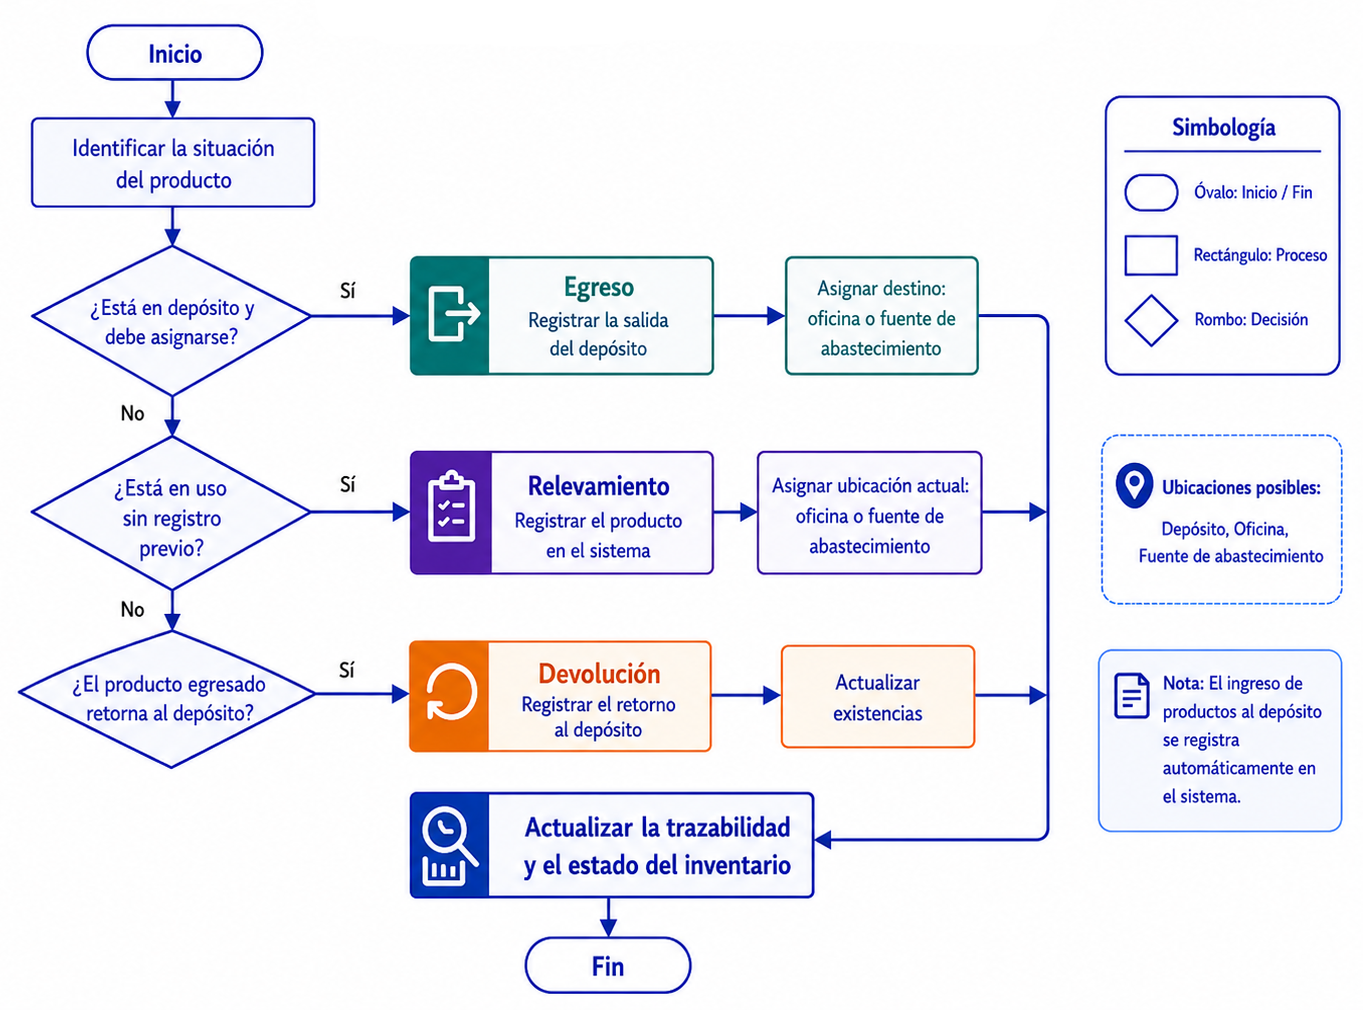 Inicio
Identificar la situación
del producto
¿Está en depósito y
debe asignarse?
Sí
Egreso
Registrar la salida
del depósito
Asignar destino:
oficina o fuente de
abastecimiento
No
¿Está en uso
sin registro
previo?
Sí
Relevamiento
Registrar el producto
en el sistema
Asignar ubicación actual:
oficina o fuente de
abastecimiento
No
¿El producto egresado
retorna al depósito?
Sí
Devolución
Registrar el retorno
al depósito
Actualizar
existencias
Actualizar la trazabilidad
y el estado del inventario
Fin
Simbología
Óvalo: Inicio / Fin
Rectángulo: Proceso
Rombo: Decisión
Ubicaciones posibles:
Depósito, Oficina,
Fuente de abastecimiento
Nota: El ingreso de
productos al depósito
se registra
automáticamente en
el sistema.